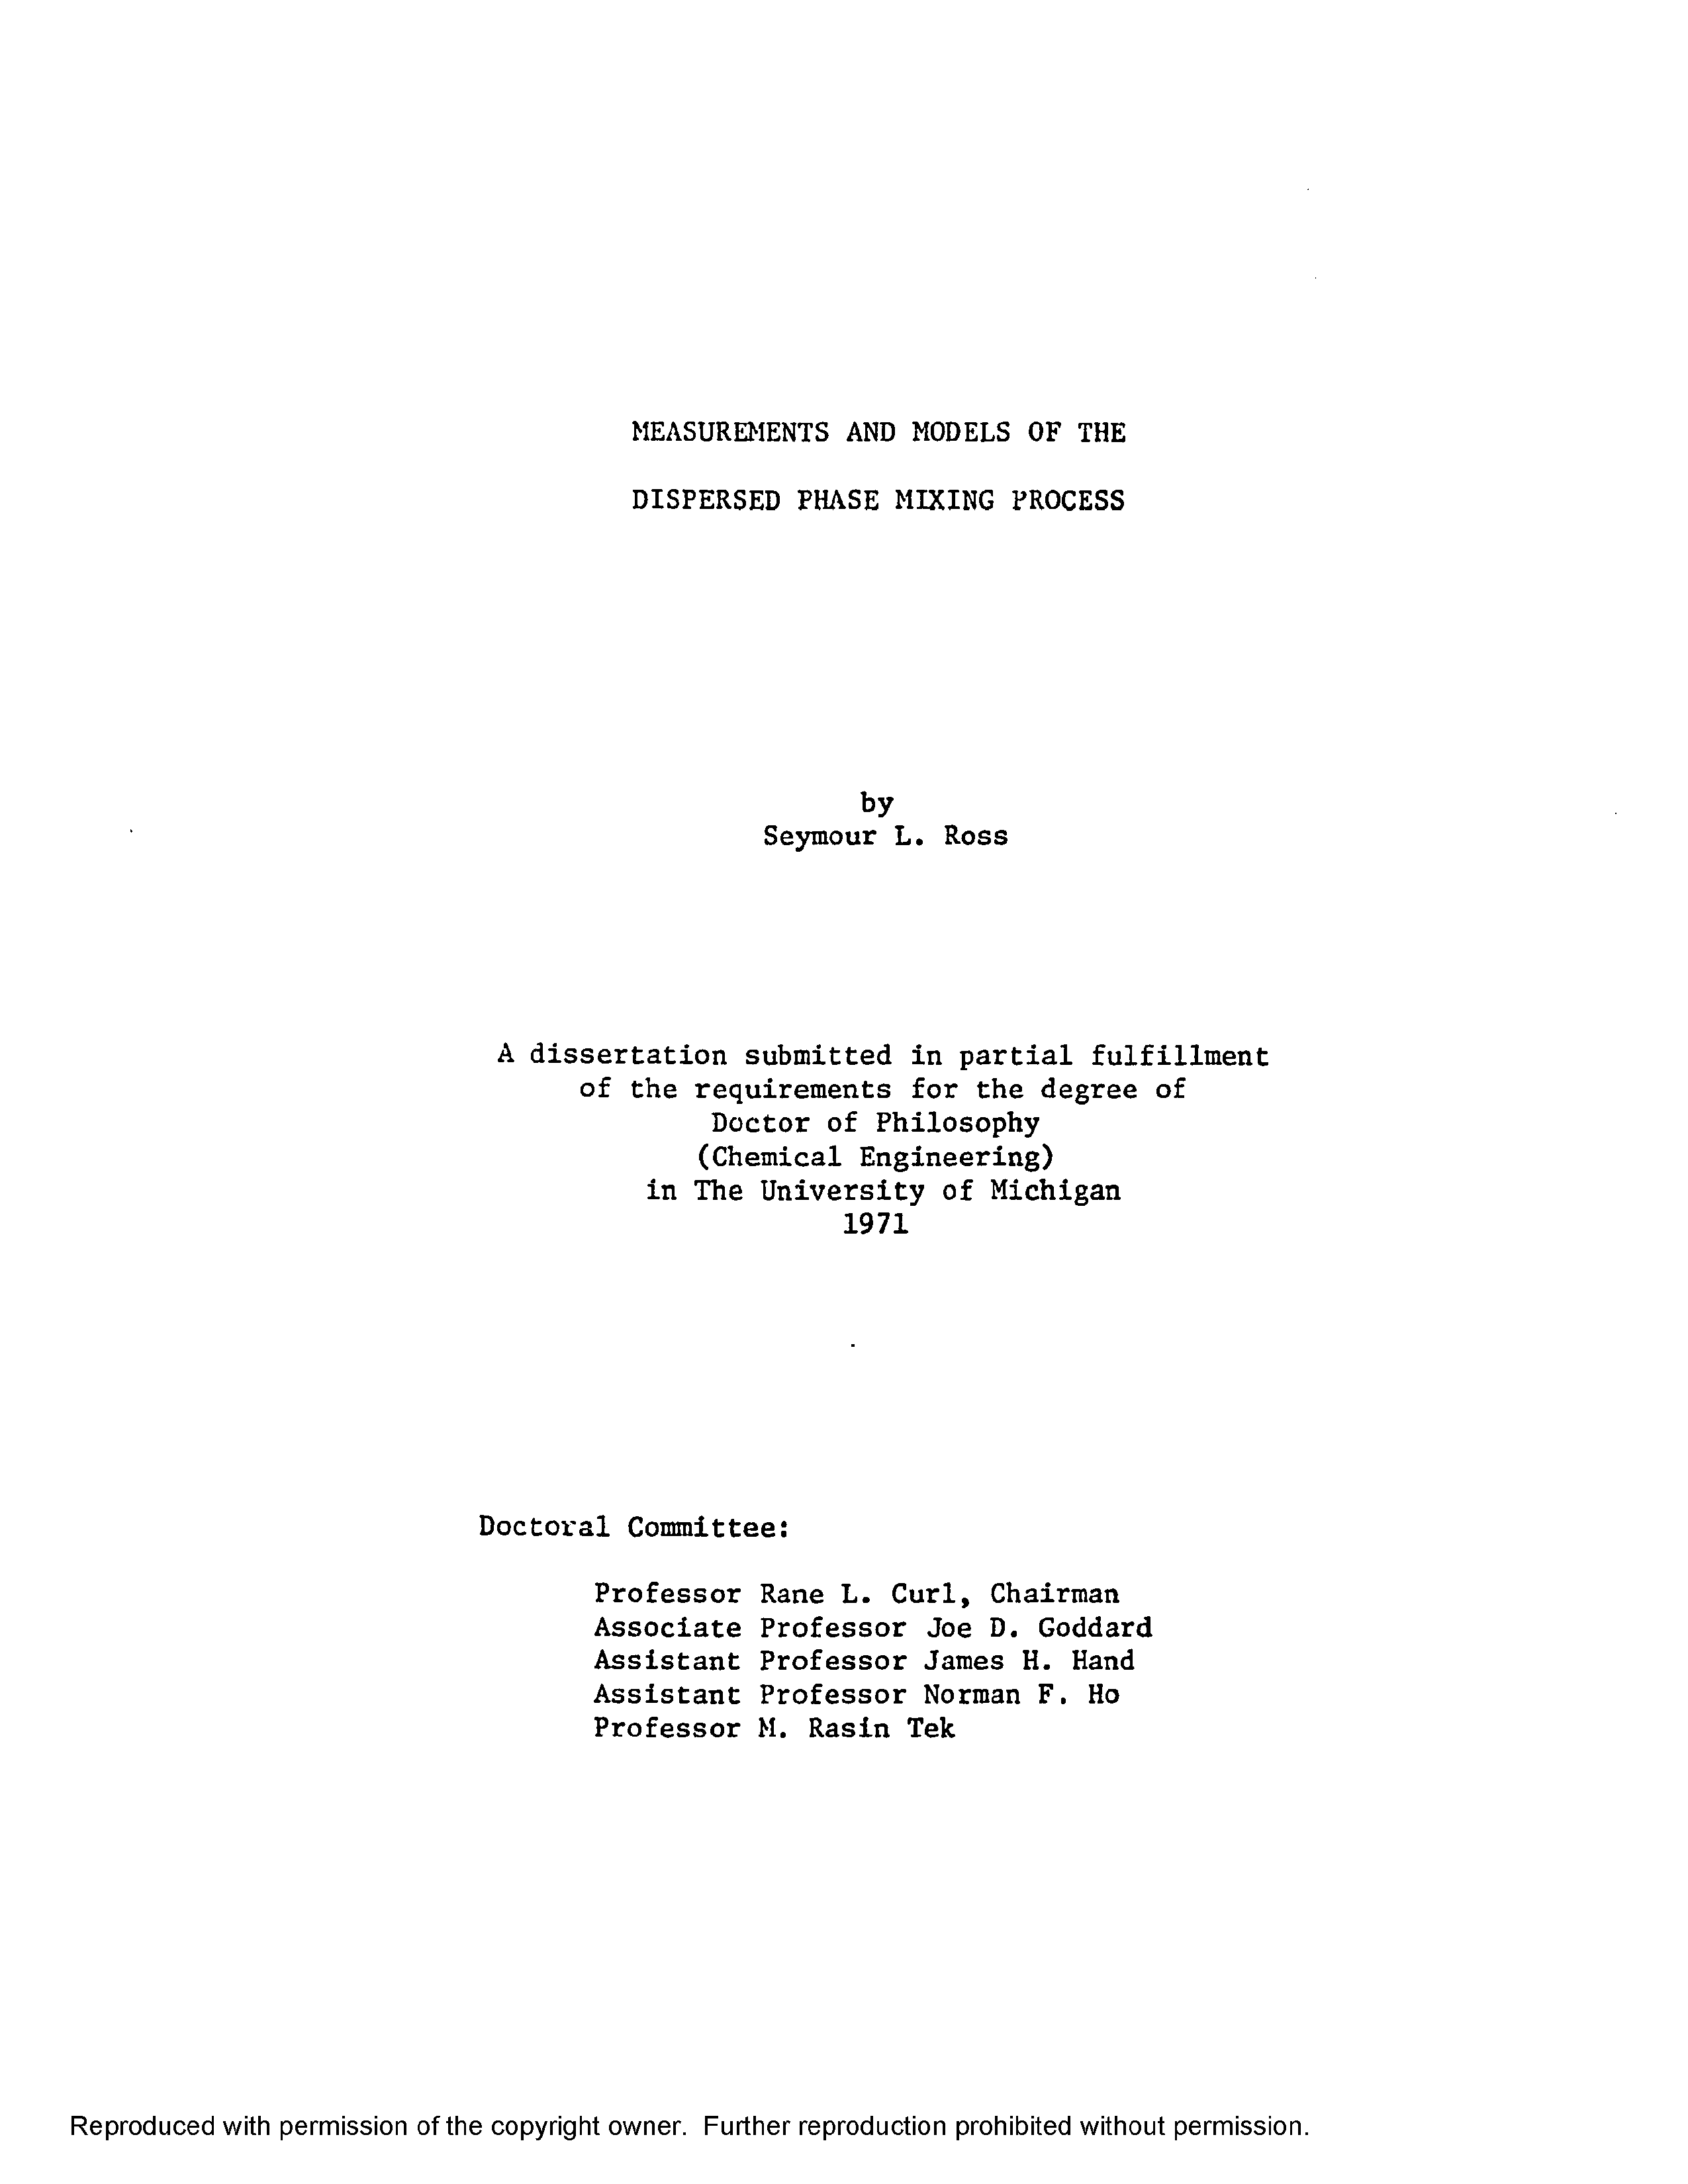 MEASUREMENTS AND MODELS OF THE
DISPERSED PHASE MIXING PROCESS
by
Seymour L. Ross
A dissertation submitted in partial fulfillment
of the requirements for the degree of
Doctor of Philosophy
(Chemical Engineering)
in The University of Michigan
1971
Doctoral Committee:
Professor Rane L. Curl, Chairman
Associate Professor Joe D. Goddard
Assistant Professor James H. Hand
Assistant Professor Norman F. Ho
Professor M. Rasin Tek
Reproduced with permission of the copyright owner. Further reproduction prohibited without permission.